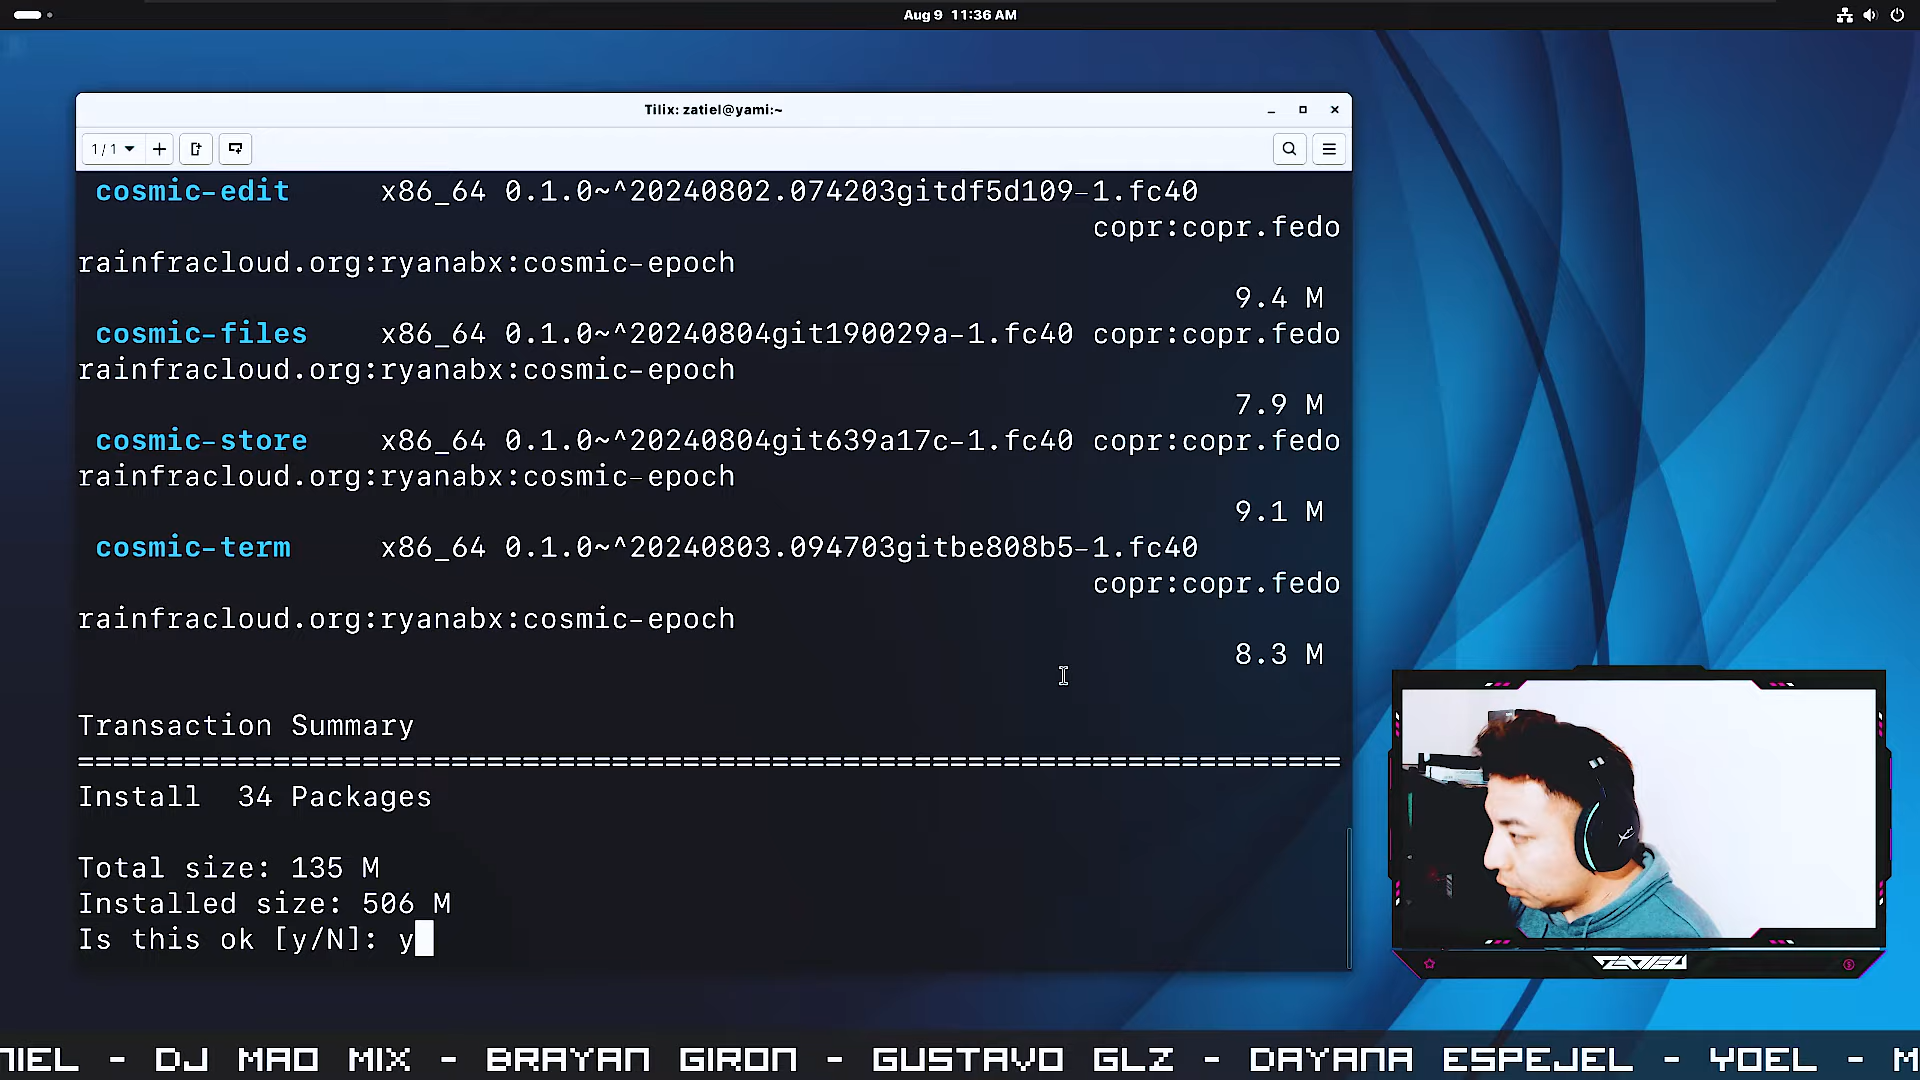 Aug 9 11:36 AM
Tilix: zatiel@yami:~
1 / 1
cosmic-edit x86_64 0.1.0~^20240802.074203gitdf5d109-1.fc40
copr:copr.fedo
rainfracloud.org:ryanabx:cosmic-epoch
9.4 M
cosmic-files x86_64 0.1.0~^20240804git190029a-1.fc40 copr:copr.fedo
rainfracloud.org:ryanabx:cosmic-epoch
7.9 M
cosmic-store x86_64 0.1.0~^20240804git639a17c-1.fc40 copr:copr.fedo
rainfracloud.org:ryanabx:cosmic-epoch
9.1 M
cosmic-term x86_64 0.1.0~^20240803.094703gitbe808b5-1.fc40
copr:copr.fedo
rainfracloud.org:ryanabx:cosmic-epoch
8.3 M
Transaction Summary
=======================================================================
Install 34 Packages
Total size: 135 M
Installed size: 506 M
Is this ok [y/N]: y
ZATIEL
NIEL - DJ MAO MIX - BRAYAN GIRON - GUSTAVO GLZ - DAYANA ESPEJEL - YOEL - M